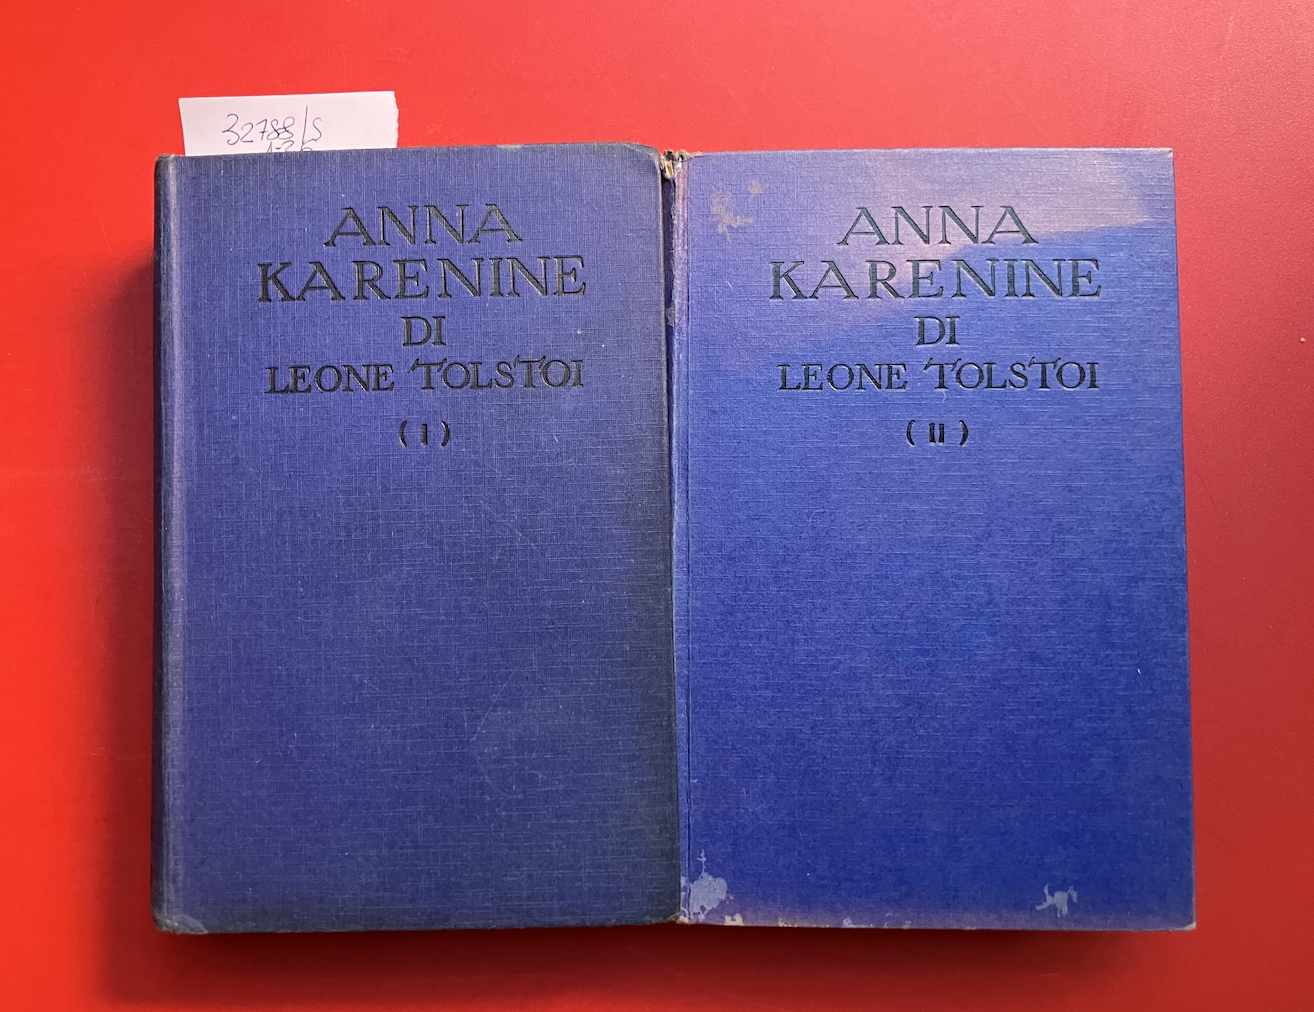 32788/S
ANNA
KARENINE
DI
LEONE TOLSTOI
(I)
ANNA
KARENINE
DI
LEONE TOLSTOI
(II)